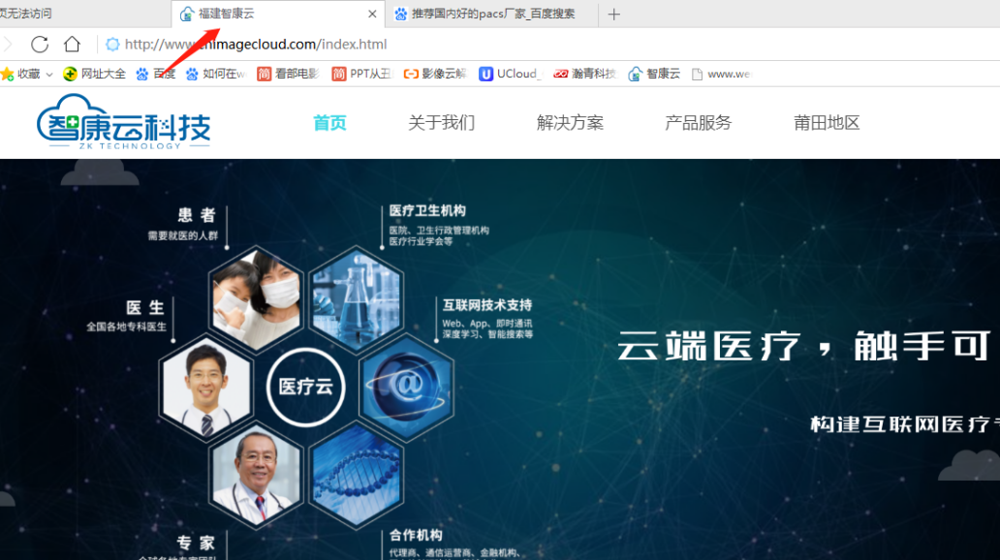 页无法访问
福建智康云
推荐国内好的pacs厂家_百度搜索
http://www.
himagecloud.com/index.html
收藏
网址大全
百度
如何在w
看部电影
PPT从丑
影像云解
UCloud_
瀚青科技
智康云
www.we
智康云科技
ZK TECHNOLOGY
首页
关于我们
解决方案
产品服务
莆田地区
患者
需要就医的人群
医疗卫生机构
医院、卫生行政管理机构
医疗行业学会等
医生
全国各地专科医生
互联网技术支持
Web、App、即时通讯
深度学习、智能搜索等
医疗云
云端医疗，触手可
构建互联网医疗
专家
全球各地专家团队
合作机构
代理商、通信运营商、金融机构、